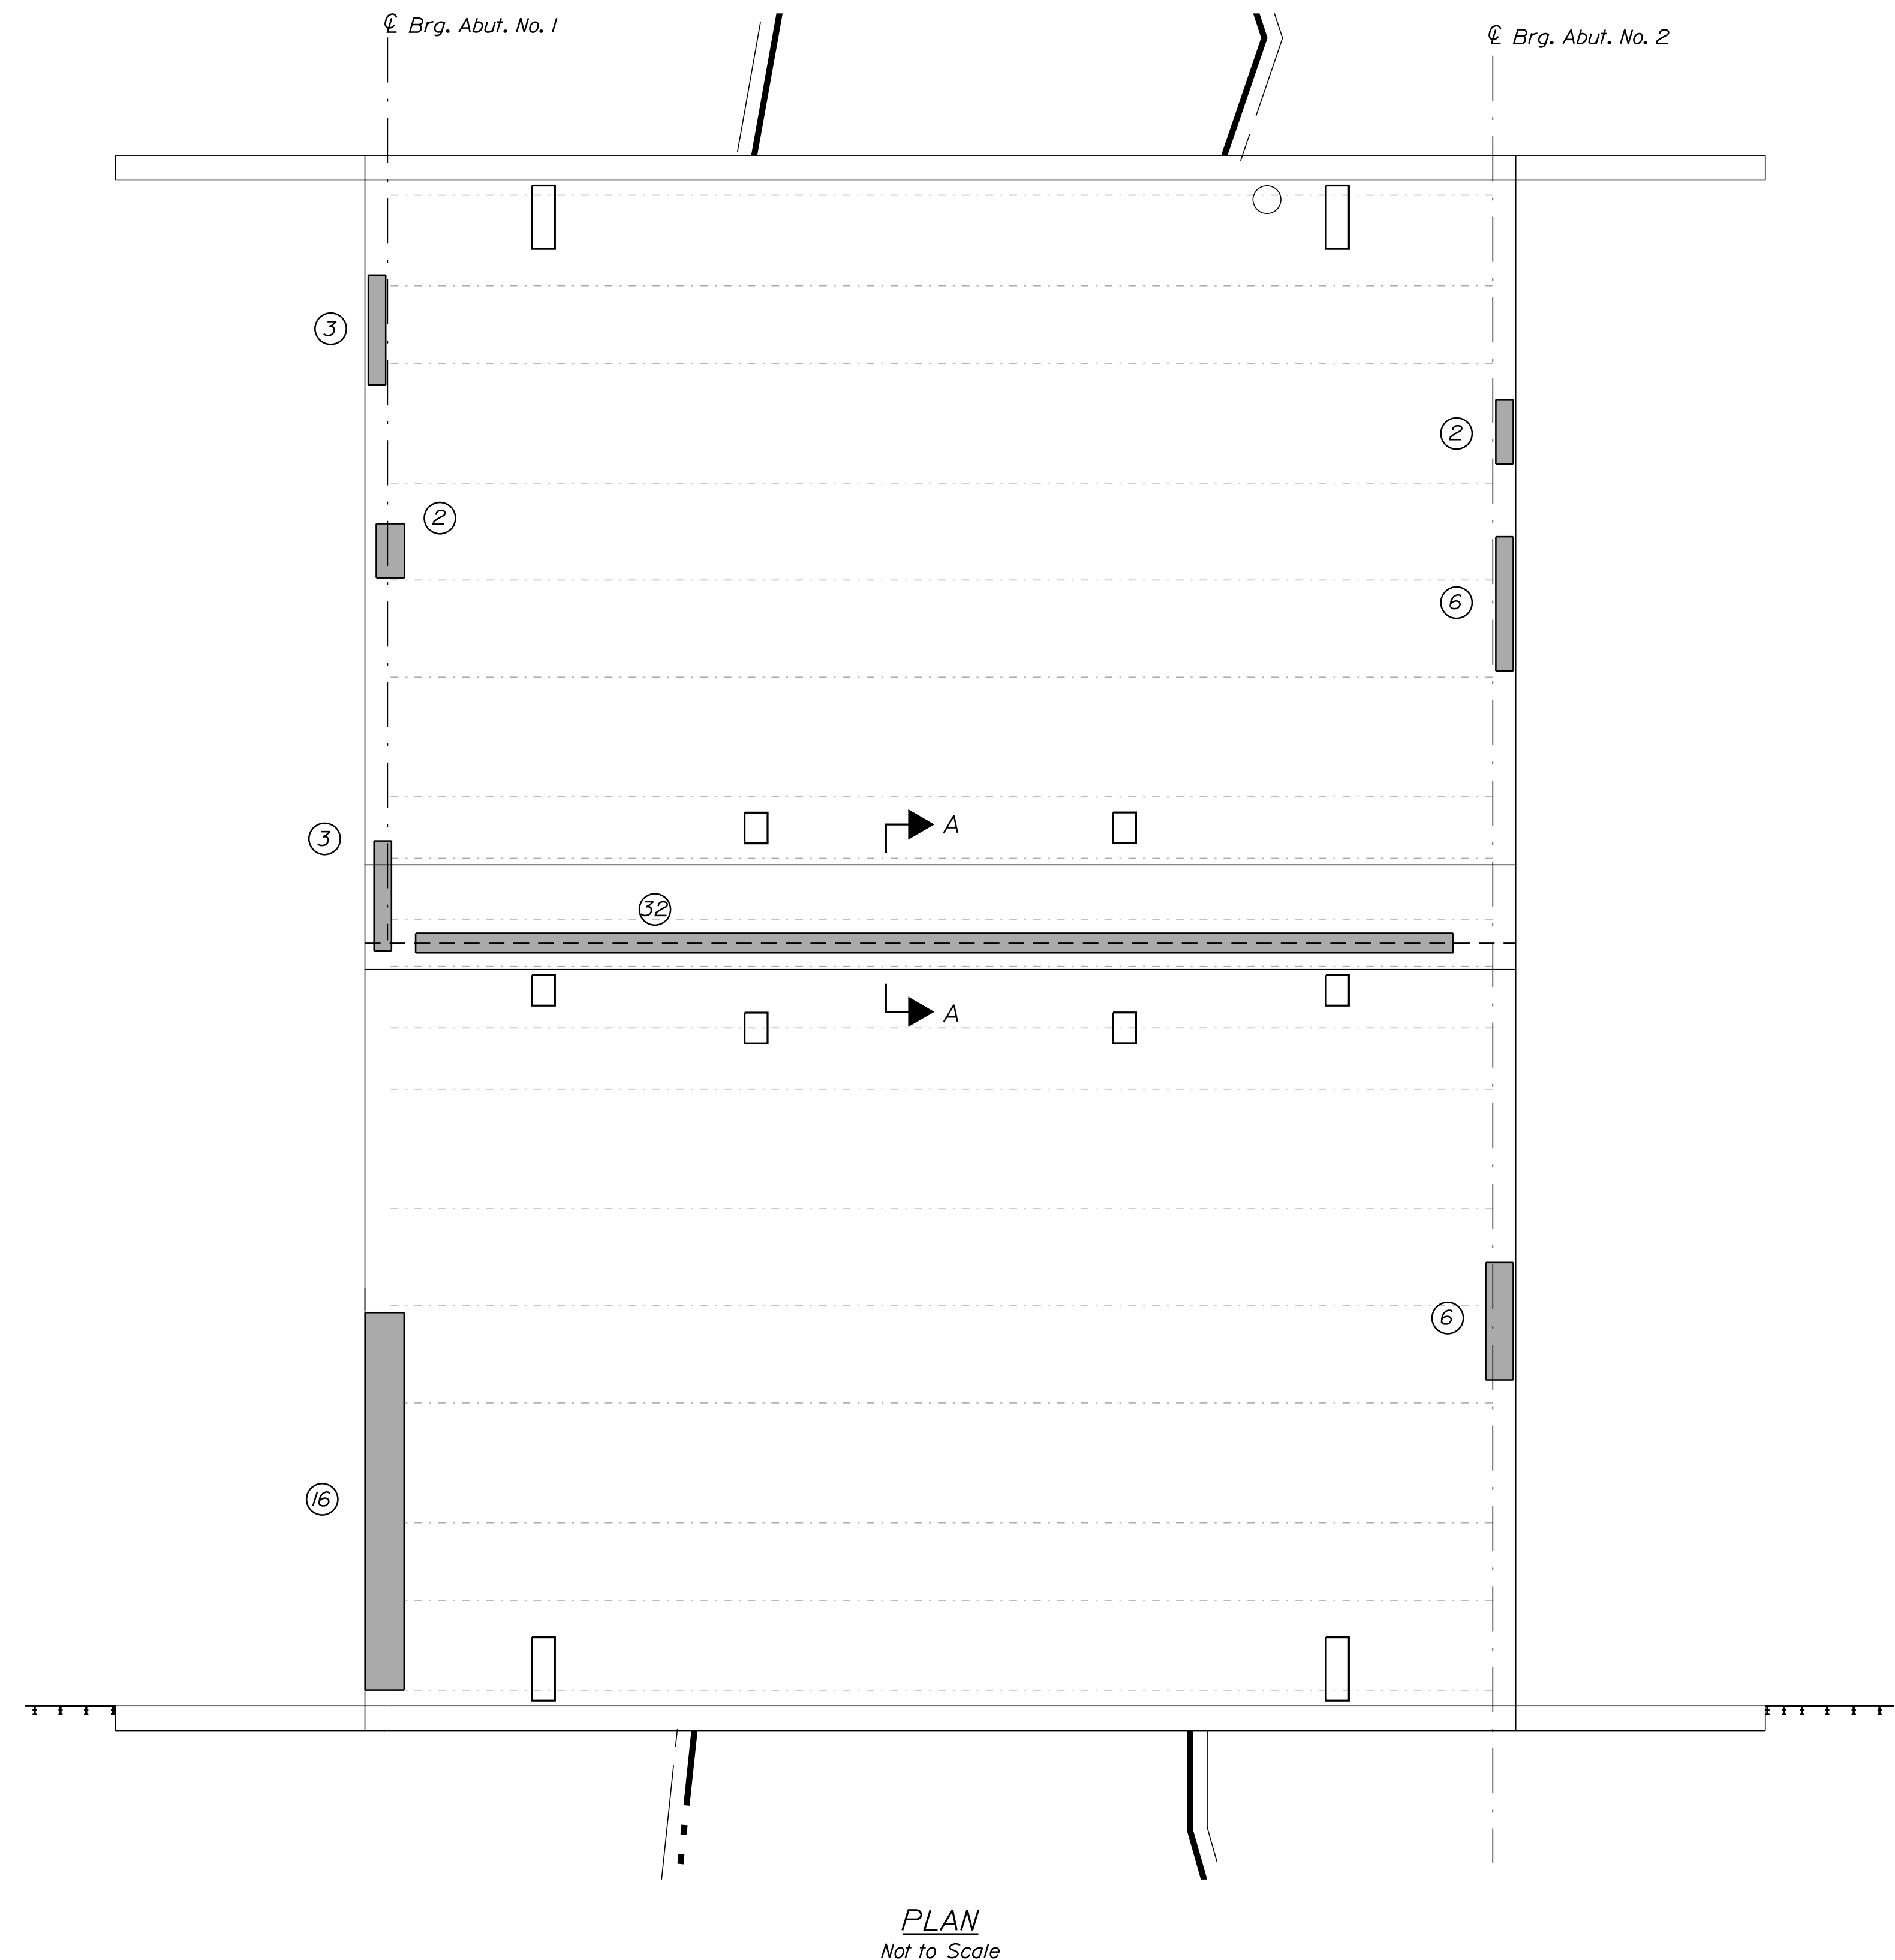 ℄ Brg. Abut. No. 1
℄ Brg. Abut. No. 2
3
2
2
6
A
3
32
A
6
16
PLAN
Not to Scale